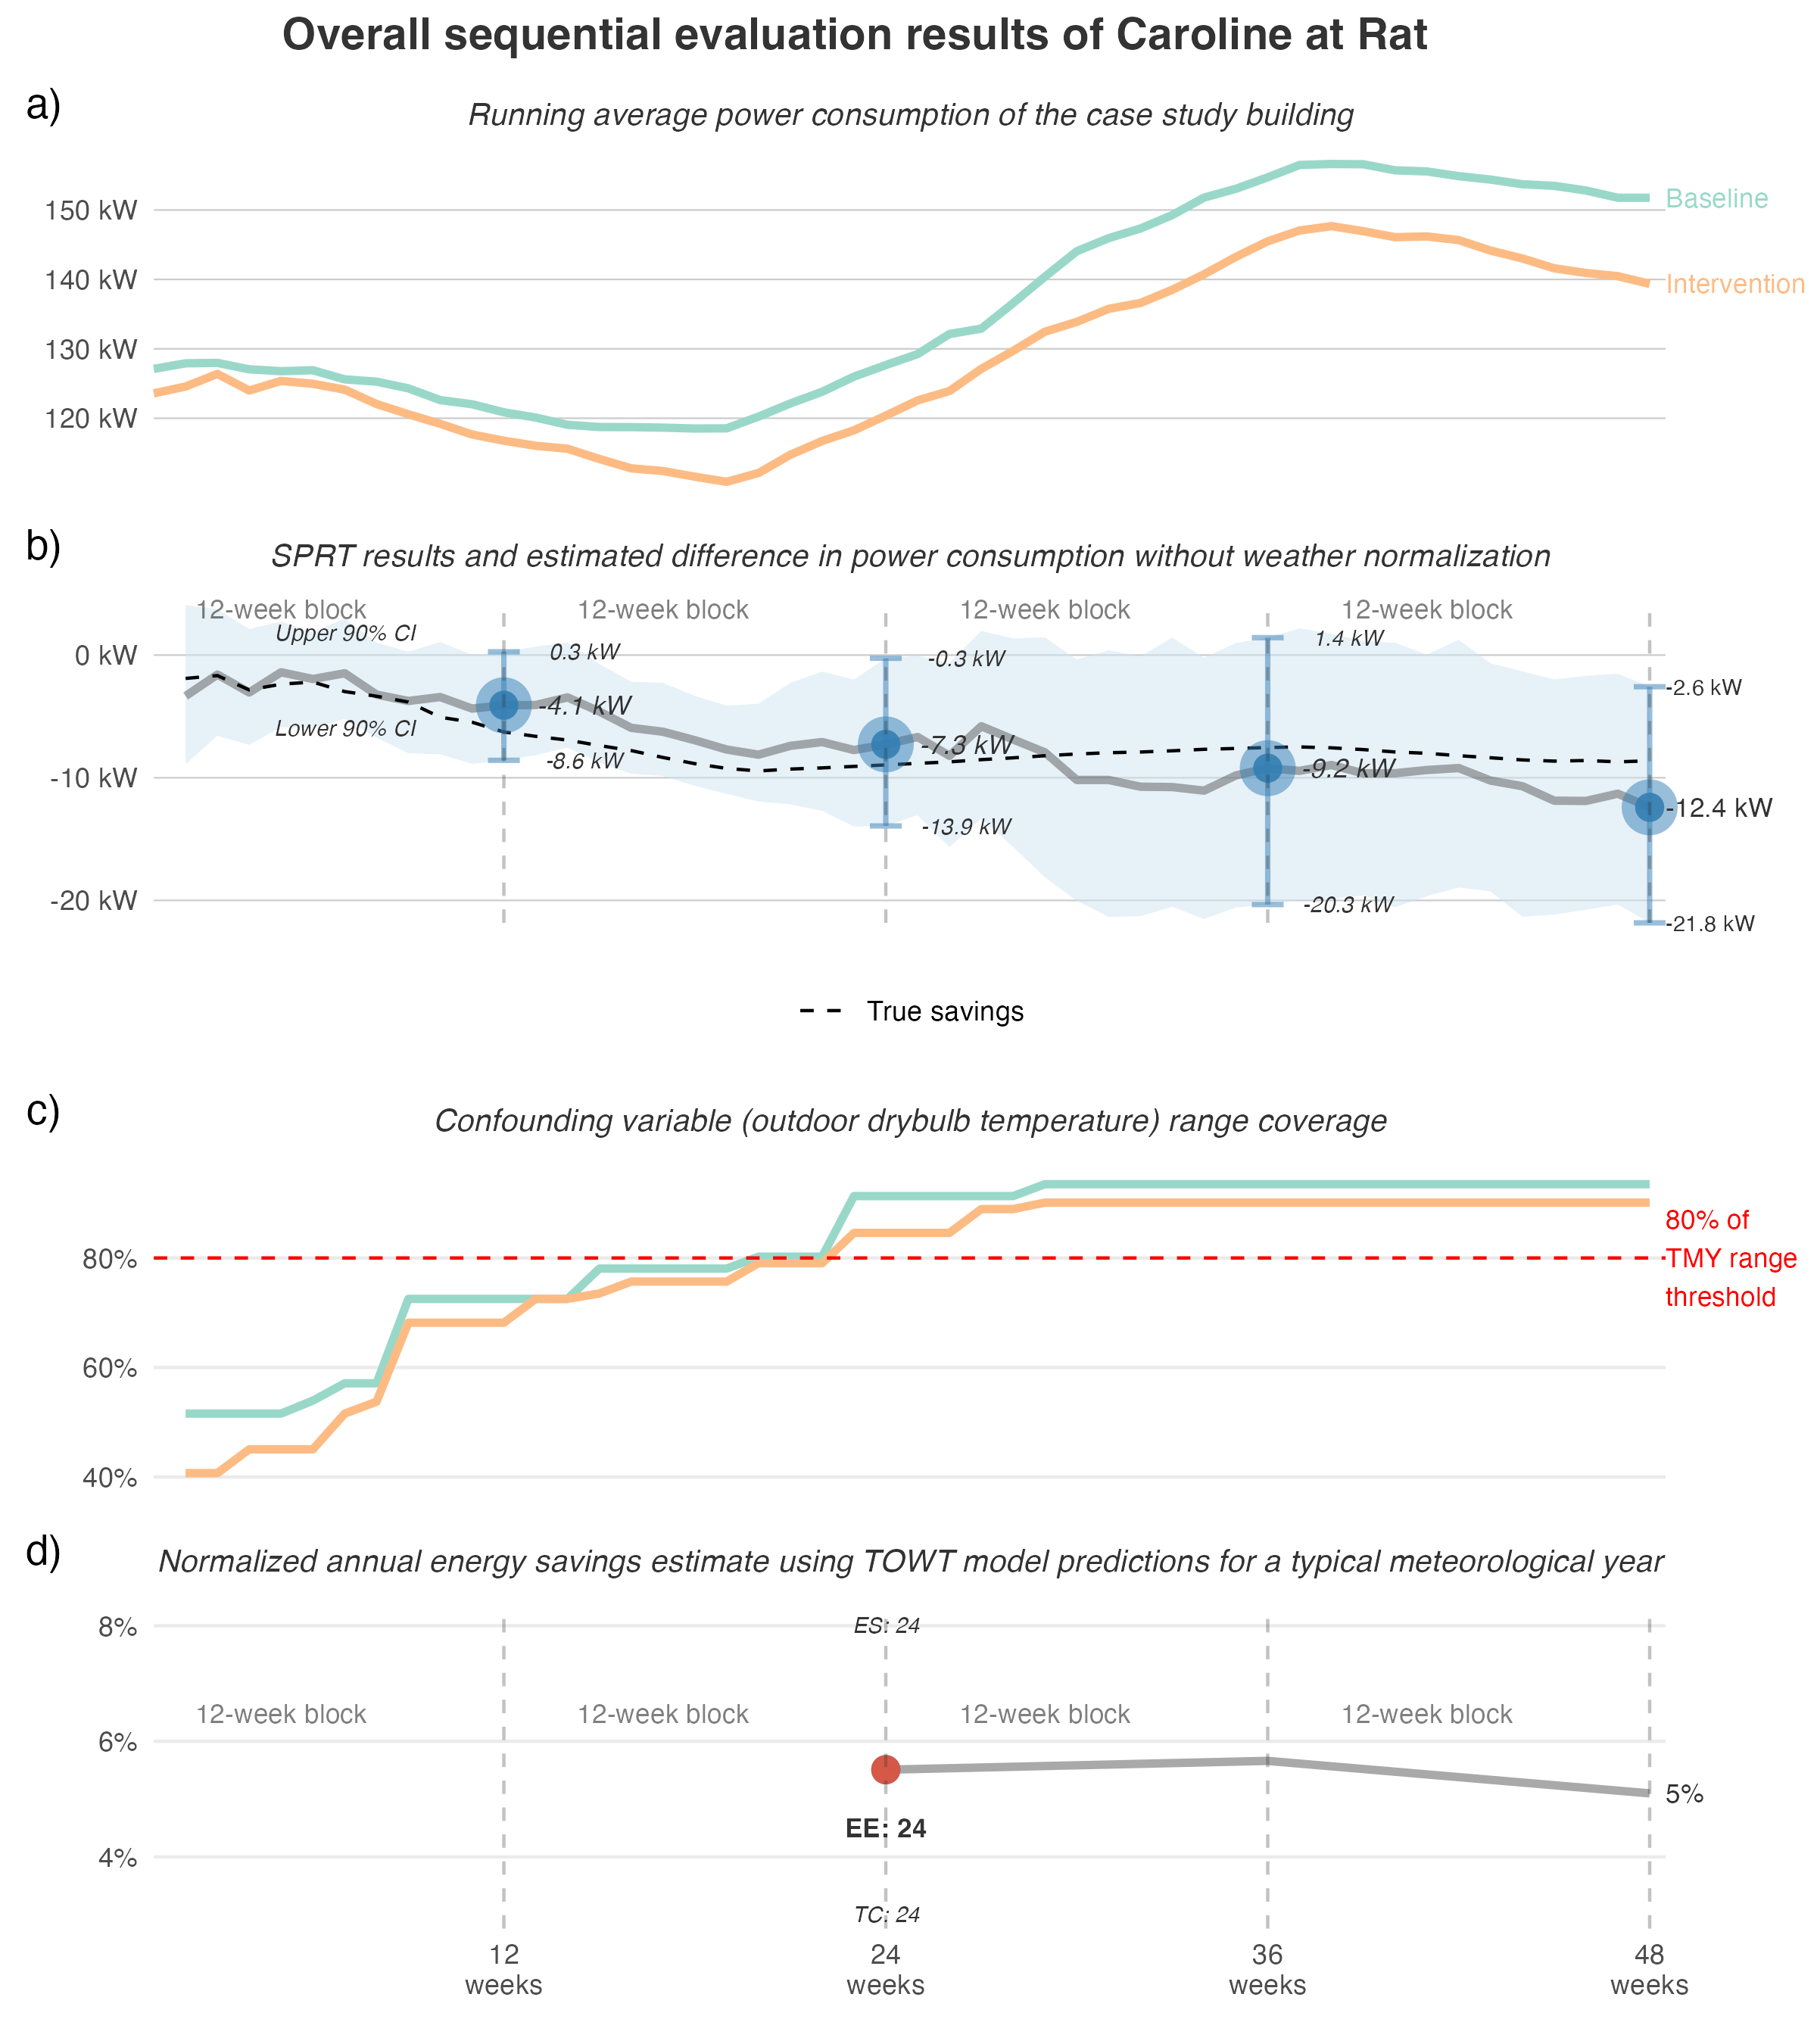 Overall sequential evaluation results of Caroline at Rat
a)
Running average power consumption of the case study building
150 kW
140 kW
130 kW
120 kW
Baseline
Intervention
b)
SPRT results and estimated difference in power consumption without weather normalization
12-week block
12-week block
12-week block
12-week block
Upper 90% CI
Lower 90% CI
0 kW
-10 kW
-20 kW
0.3 kW
-4.1 kW
-8.6 kW
-0.3 kW
-7.3 kW
-13.9 kW
1.4 kW
-9.2 kW
-20.3 kW
-2.6 kW
-12.4 kW
-21.8 kW
True savings
c)
Confounding variable (outdoor drybulb temperature) range coverage
80%
60%
40%
80% of
TMY range
threshold
d)
Normalized annual energy savings estimate using TOWT model predictions for a typical meteorological year
8%
6%
4%
ES: 24
12-week block
12-week block
12-week block
12-week block
5%
EE: 24
TC: 24
12
weeks
24
weeks
36
weeks
48
weeks